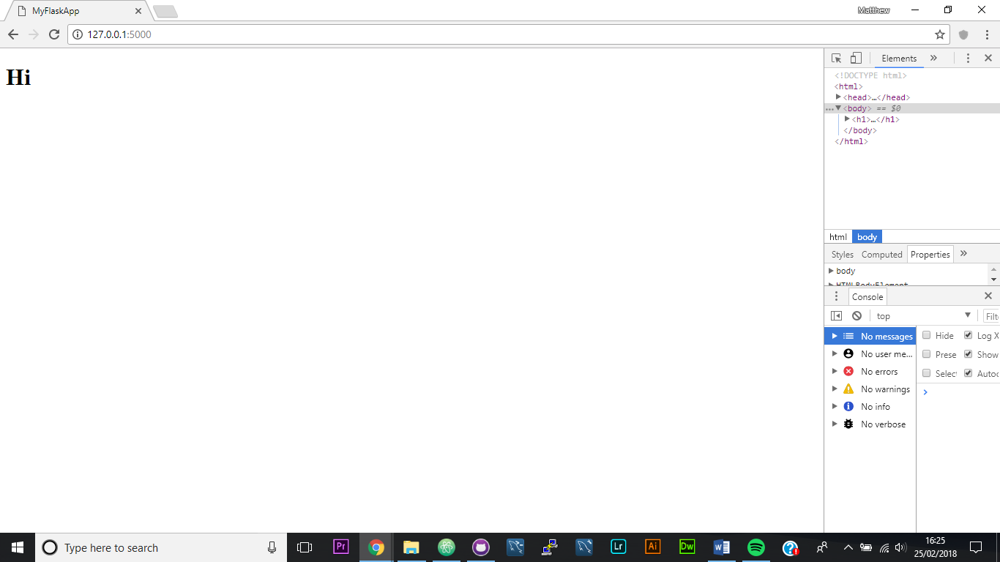 MyFlaskApp
Matthew
127.0.0.1:5000
Hi
Elements
<!DOCTYPE html>
<html>
<head>…</head>
<body> == $0
<h1>…</h1>
</body>
</html>
html body
Styles Computed Properties
body
HTMLBodyElement
Console
top Filt
No messages
No user me...
No errors
No warnings
No info
No verbose
Hide Log X
Prese Show
Select Autoc
Type here to search
Pr
Lr
Ai
Dw
16:25
25/02/2018